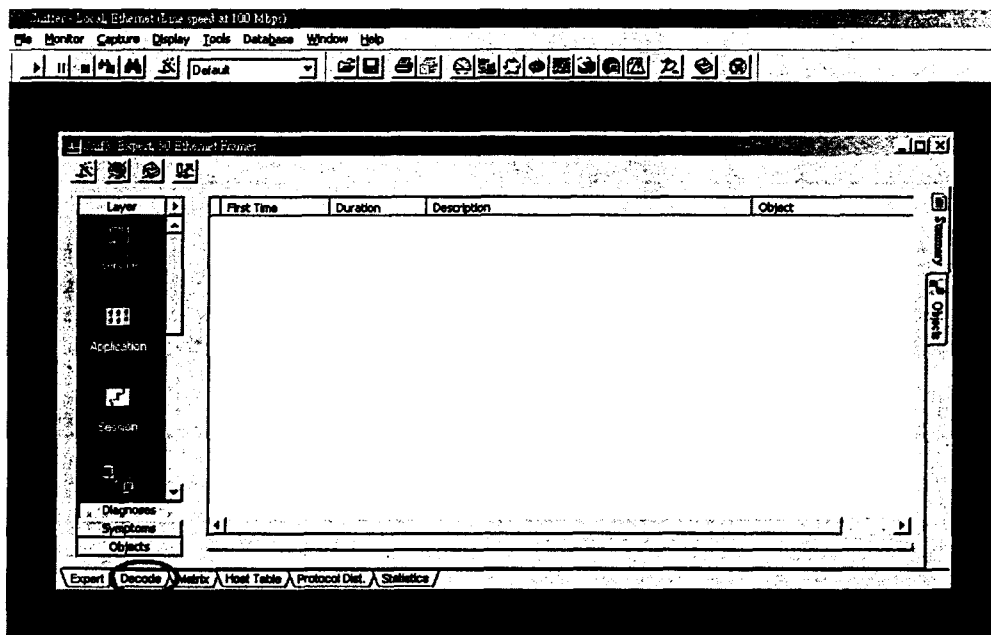 Sniffer - Local, Ethernet (Line speed at 100 Mbps)
File Monitor Capture Display Tools Database Window Help
Default
Expert, 50 Ethernet Frames
Layer
First Time Duration Description Object
Service
Application
Session
Diagnoses
Symptoms
Objects
Summary
Objects
Expert Decode Matrix Host Table Protocol Dist. Statistics